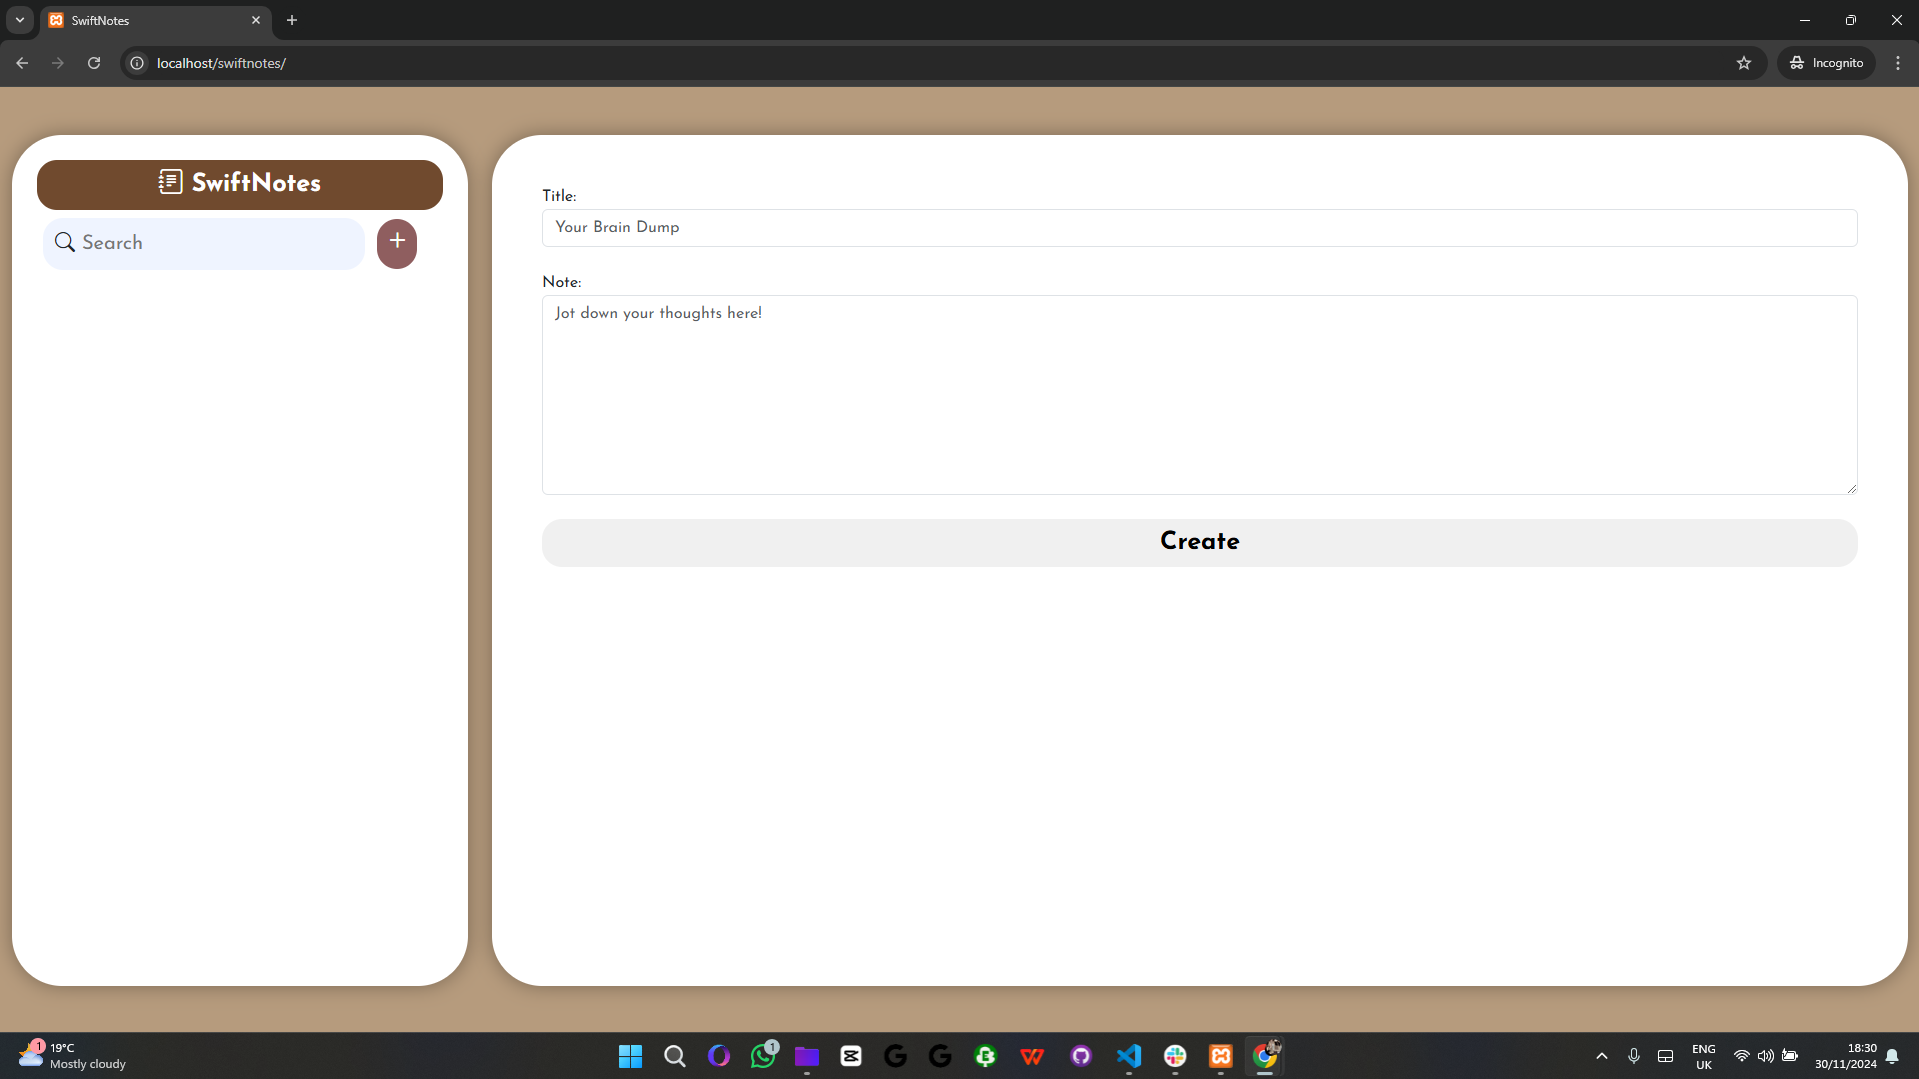 SwiftNotes
localhost/swiftnotes/
Incognito
SwiftNotes
Search
Title:
Your Brain Dump
Note:
Jot down your thoughts here!
Create
1
19°C
Mostly cloudy
1
ENG
UK
18:30
30/11/2024